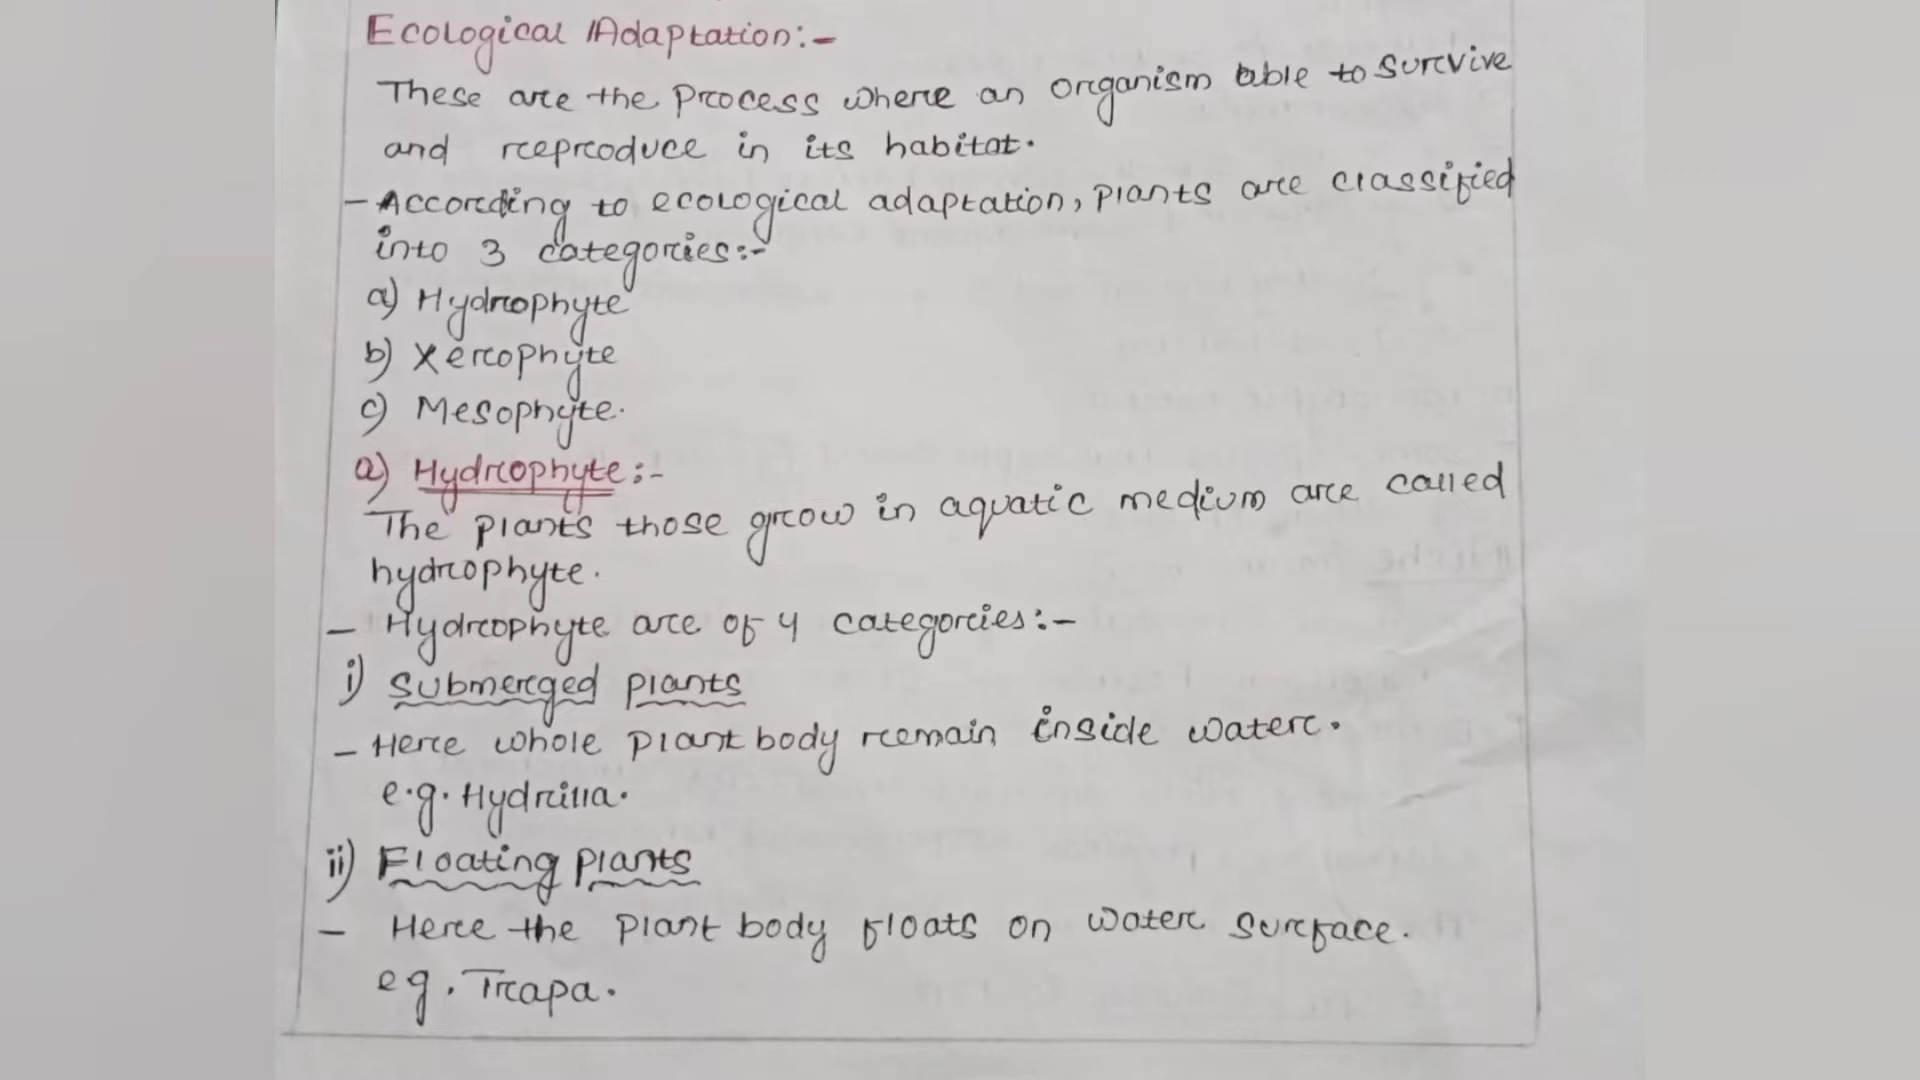 Ecological Adaptation:-
These are the process where an organism able to survive
and reproduce in its habitat.
- According to ecological adaptation, plants are classified
into 3 categories:-
a) Hydrophyte
b) Xerophyte
c) Mesophyte.
a) Hydrophyte:-
The plants those grow in aquatic medium are called
hydrophyte.
- Hydrophyte are of 4 categories:-
i) Submerged plants
- Here whole plant body remain inside water.
e.g. Hydrilla.
ii) Floating plants
- Here the plant body floats on water surface.
eg. Trapa.